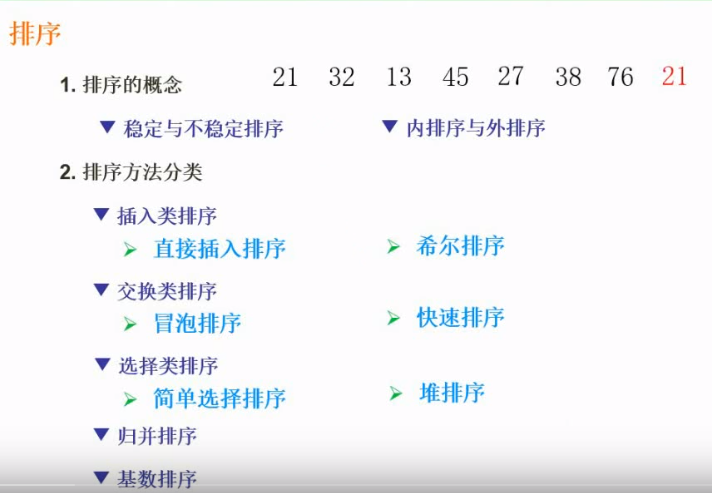 排序
1. 排序的概念 21 32 13 45 27 38 76 21
稳定与不稳定排序 内排序与外排序
2. 排序方法分类
插入类排序
直接插入排序 希尔排序
交换类排序
冒泡排序 快速排序
选择类排序
简单选择排序 堆排序
归并排序
基数排序